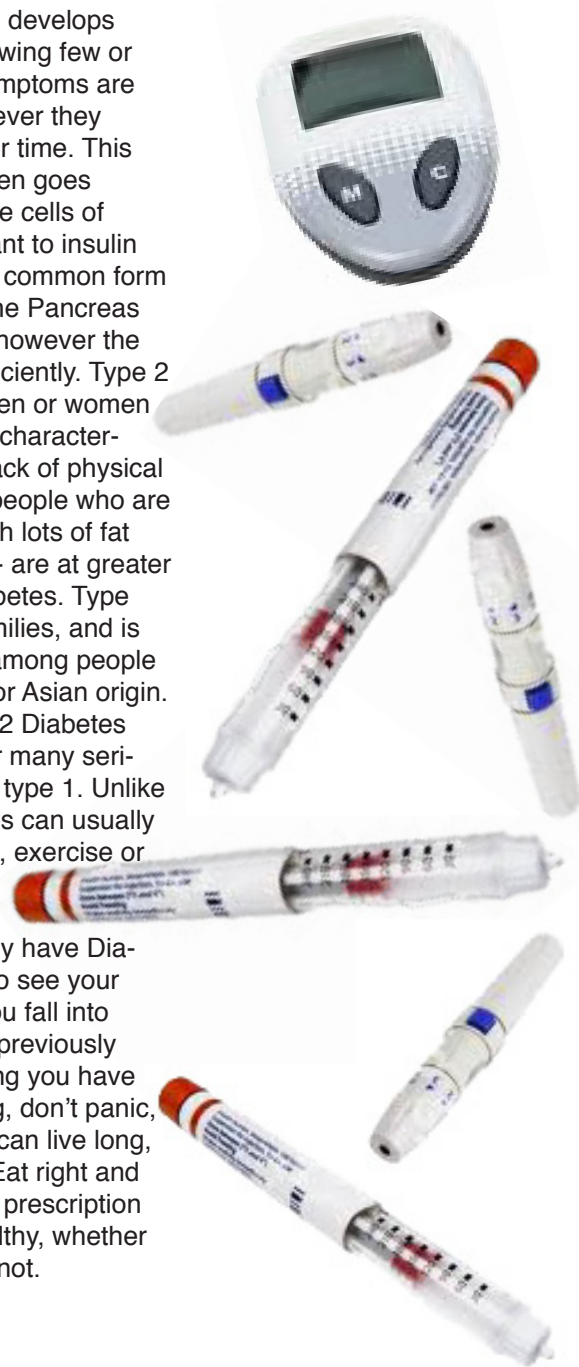 develops
wing few or
mptoms are
ever they
r time. This
en goes
e cells of
ant to insulin
common form
he Pancreas
however the
ciently. Type 2
en or women
character-
ack of physical
people who are
h lots of fat
- are at greater
betes. Type
milies, and is
among people
or Asian origin.
2 Diabetes
r many seri-
type 1. Unlike
s can usually
, exercise or
y have Dia-
o see your
ou fall into
previously
ng you have
g, don't panic,
can live long,
Eat right and
prescription
lthy, whether
not.
M
C